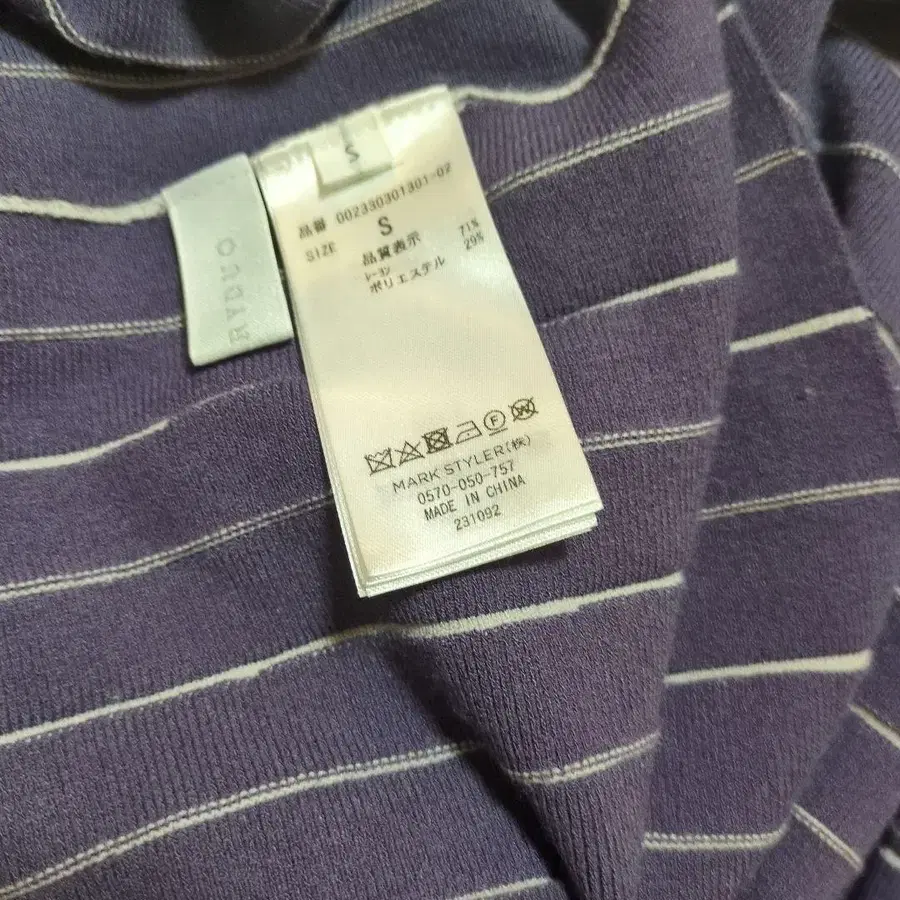 S
品番 002330301301-02
SIZE S
品質表示
レーヨン 71%
ポリエステル 29%
F
W
MARK STYLER(株)
0570-050-757
MADE IN CHINA
231092